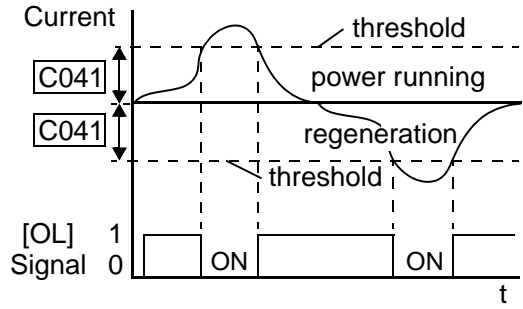 Current
threshold
C041
power running
C041
regeneration
threshold
[OL] 1
Signal 0
ON ON
t